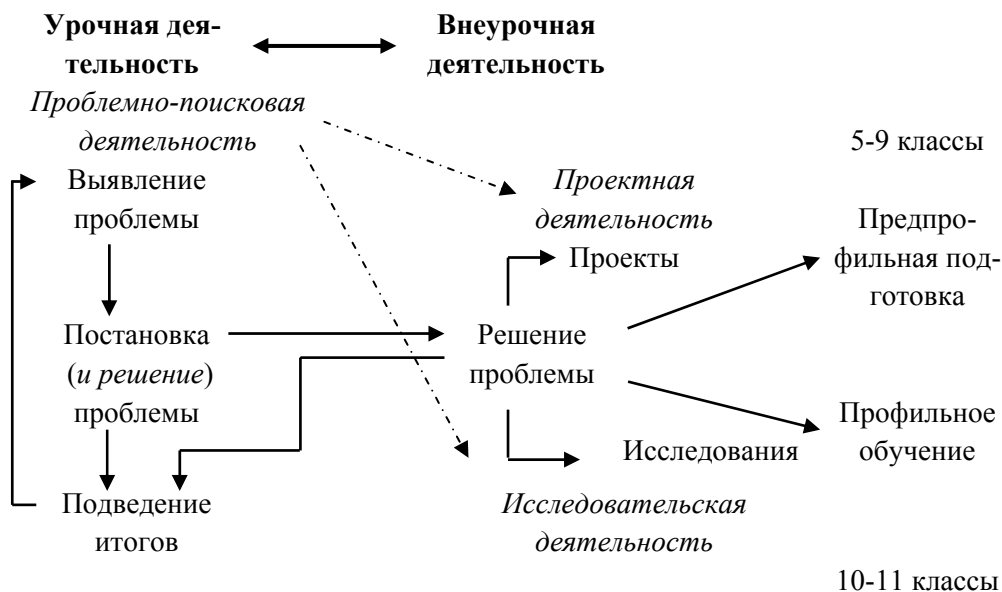 Урочная дея-
тельность
Внеурочная
деятельность
Проблемно-поисковая
деятельность
5-9 классы
Выявление
проблемы
Проектная
деятельность
Проекты
Предпро-
фильная под-
готовка
Постановка
(и решение)
проблемы
Решение
проблемы
Профильное
обучение
Исследования
Подведение
итогов
Исследовательская
деятельность
10-11 классы